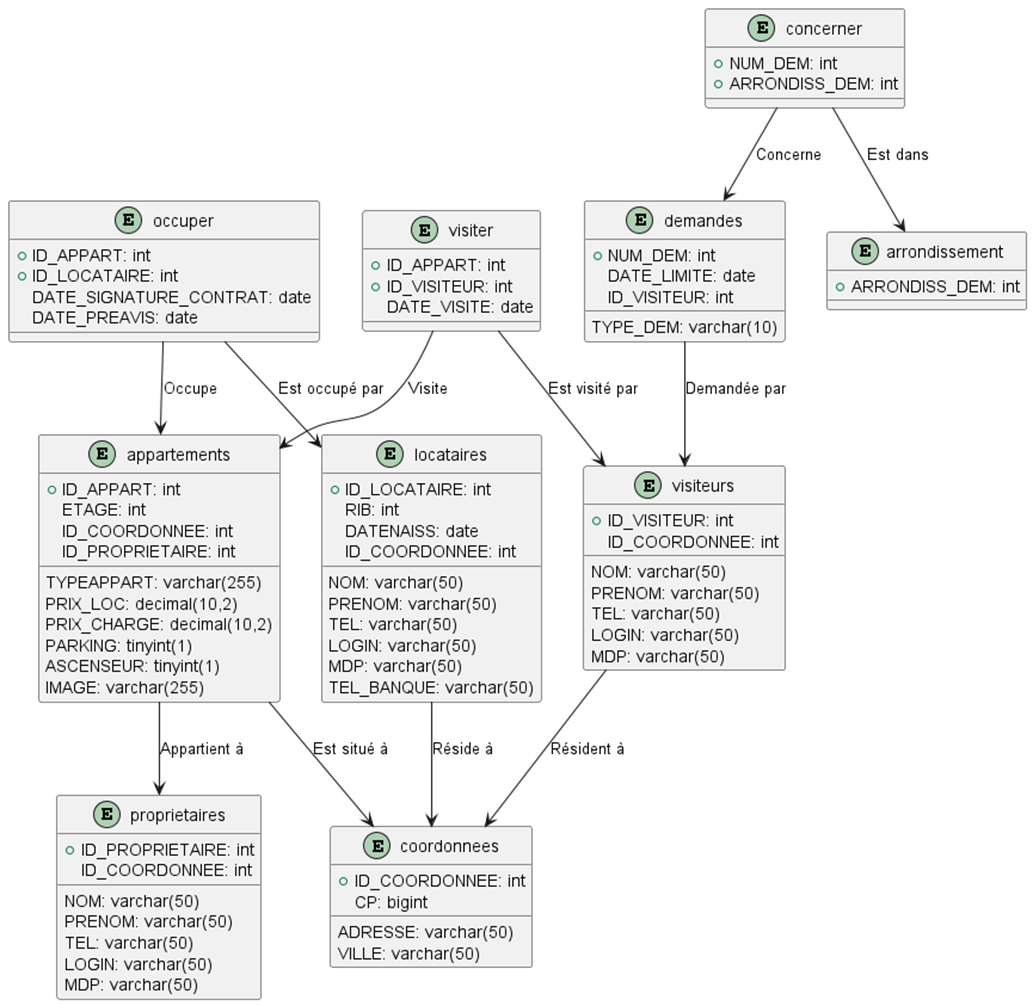 E concerner
NUM_DEM: int
ARRONDISS_DEM: int
Concerne
Est dans
E occuper
ID_APPART: int
ID_LOCATAIRE: int
DATE_SIGNATURE_CONTRAT: date
DATE_PREAVIS: date
E visiter
ID_APPART: int
ID_VISITEUR: int
DATE_VISITE: date
E demandes
NUM_DEM: int
DATE_LIMITE: date
ID_VISITEUR: int
TYPE_DEM: varchar(10)
E arrondissement
ARRONDISS_DEM: int
Occupe
Est occupé par
Visite
Est visité par
Demandée par
E appartements
ID_APPART: int
ETAGE: int
ID_COORDONNEE: int
ID_PROPRIETAIRE: int
TYPEAPPART: varchar(255)
PRIX_LOC: decimal(10,2)
PRIX_CHARGE: decimal(10,2)
PARKING: tinyint(1)
ASCENSEUR: tinyint(1)
IMAGE: varchar(255)
E locataires
ID_LOCATAIRE: int
RIB: int
DATENAISS: date
ID_COORDONNEE: int
NOM: varchar(50)
PRENOM: varchar(50)
TEL: varchar(50)
LOGIN: varchar(50)
MDP: varchar(50)
TEL_BANQUE: varchar(50)
E visiteurs
ID_VISITEUR: int
ID_COORDONNEE: int
NOM: varchar(50)
PRENOM: varchar(50)
TEL: varchar(50)
LOGIN: varchar(50)
MDP: varchar(50)
Appartient à
Est situé à
Réside à
Résident à
E proprietaires
ID_PROPRIETAIRE: int
ID_COORDONNEE: int
NOM: varchar(50)
PRENOM: varchar(50)
TEL: varchar(50)
LOGIN: varchar(50)
MDP: varchar(50)
E coordonnees
ID_COORDONNEE: int
CP: bigint
ADRESSE: varchar(50)
VILLE: varchar(50)